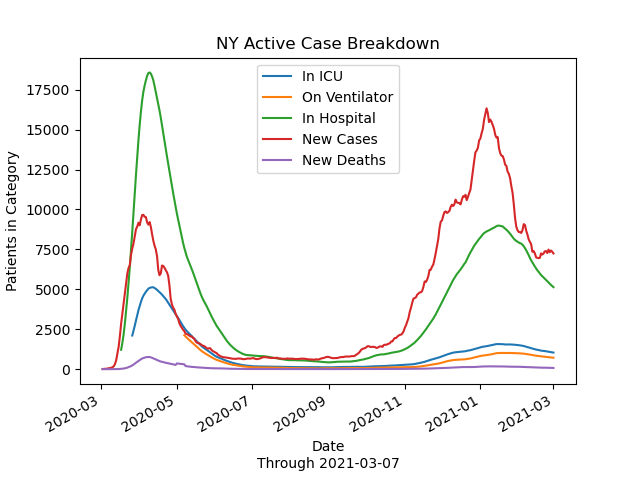 NY Active Case Breakdown
In ICU
On Ventilator
In Hospital
New Cases
New Deaths
Patients in Category
17500
15000
12500
10000
7500
5000
2500
0
2020-03
2020-05
2020-07
2020-09
2020-11
2021-01
2021-03
Date
Through 2021-03-07